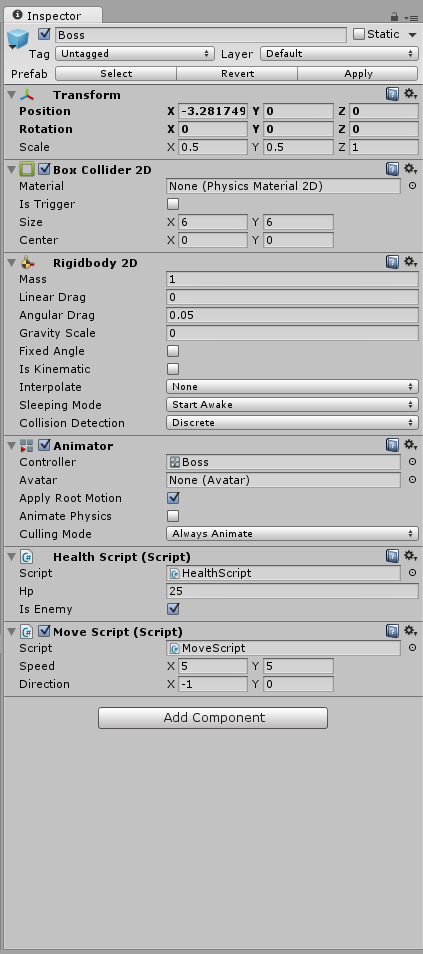 Inspector
Boss Static
Tag Untagged Layer Default
Prefab Select Revert Apply
Transform
Position X -3.281749 Y 0 Z 0
Rotation X 0 Y 0 Z 0
Scale X 0.5 Y 0.5 Z 1
Box Collider 2D
Material None (Physics Material 2D)
Is Trigger
Size X 6 Y 6
Center X 0 Y 0
Rigidbody 2D
Mass 1
Linear Drag 0
Angular Drag 0.05
Gravity Scale 0
Fixed Angle
Is Kinematic
Interpolate None
Sleeping Mode Start Awake
Collision Detection Discrete
Animator
Controller Boss
Avatar None (Avatar)
Apply Root Motion
Animate Physics
Culling Mode Always Animate
Health Script (Script)
Script HealthScript
Hp 25
Is Enemy
Move Script (Script)
Script MoveScript
Speed X 5 Y 5
Direction X -1 Y 0
Add Component